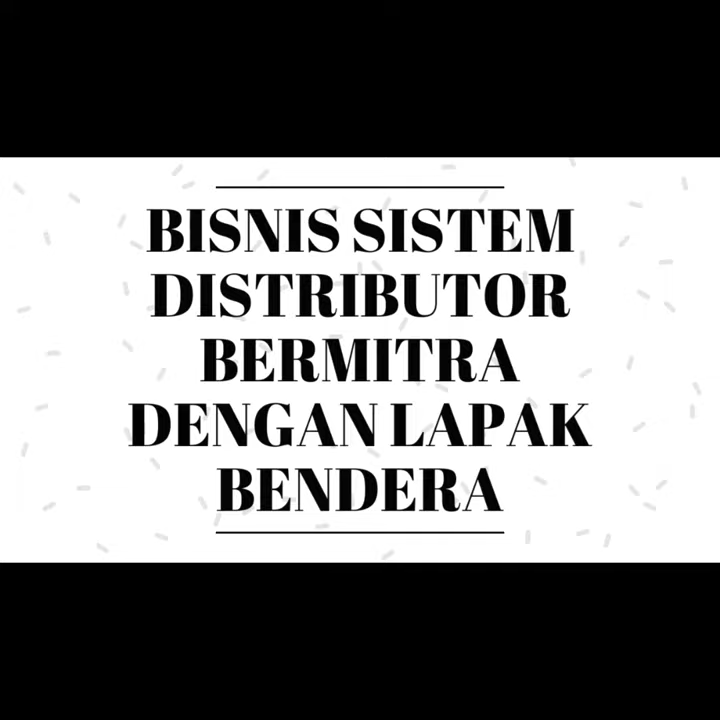 BISNIS SISTEM
DISTRIBUTOR
BERMITRA
DENGAN LAPAK
BENDERA